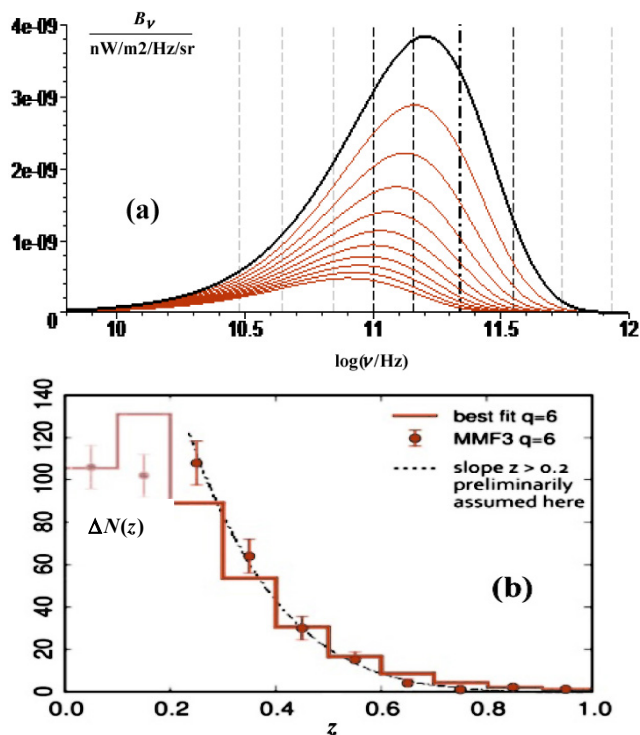 4e-09
B𝜈
nW/m2/Hz/sr
3e-09
2e-09
(a)
1e-09
0
10 10.5 11 11.5 12
log(ν/Hz)
140
120
100
80
60
40
20
0
best fit q=6
MMF3 q=6
slope z > 0.2
preliminarily
assumed here
ΔN(z)
(b)
0.0 0.2 0.4 0.6 0.8 1.0
z